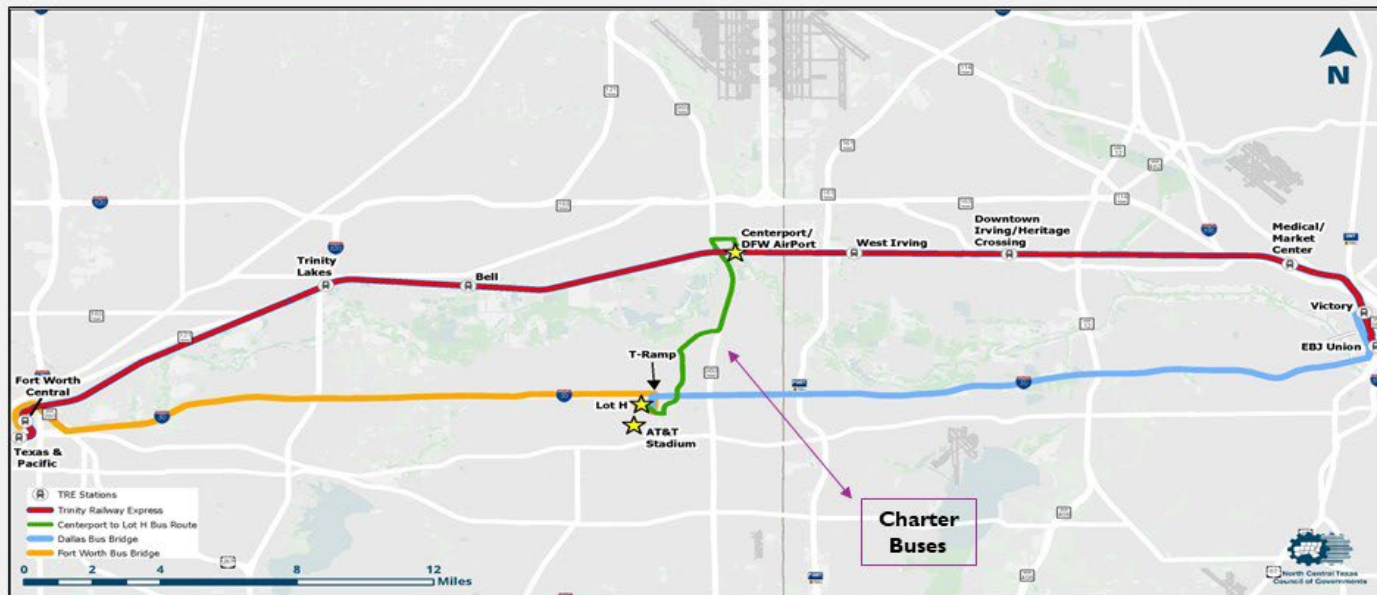 N
Centerport/
DFW AirPort
West Irving
Downtown
Irving/Heritage
Crossing
Medical/
Market
Center
Trinity
Lakes
Bell
Victory
EBJ Union
T-Ramp
Fort Worth
Central
Lot H
AT&T
Stadium
Texas &
Pacific
TRE Stations
Trinity Railway Express
Centerport to Lot H Bus Route
Dallas Bus Bridge
Fort Worth Bus Bridge
Charter
Buses
0 2 4 8 12
Miles
North Central Texas
Council of Governments